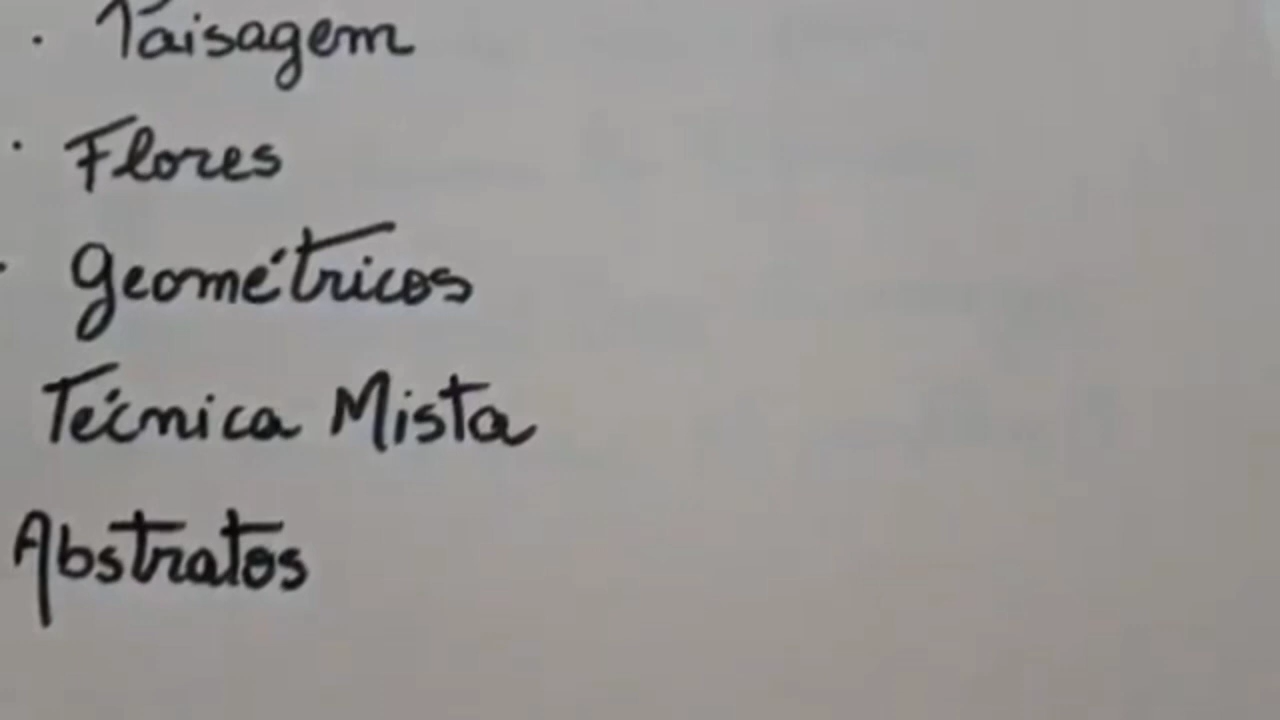 · Paisagem
· Flores
· Geométricos
Técnica Mista
Abstratos